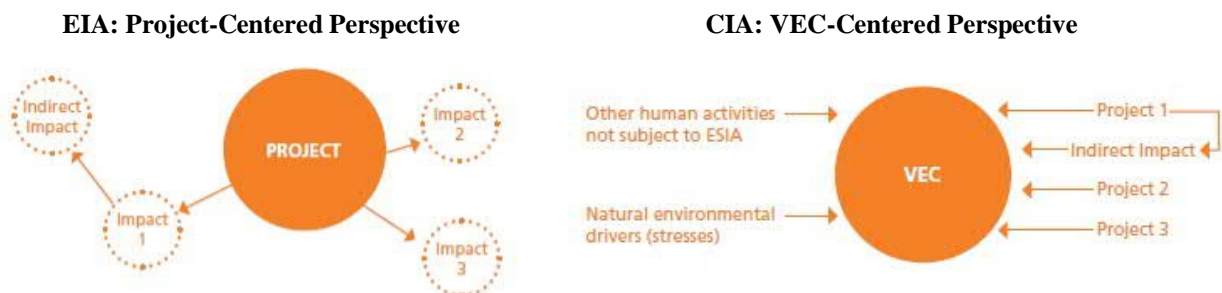 EIA: Project-Centered Perspective
Indirect
Impact
PROJECT
Impact
2
Impact
1
Impact
3
CIA: VEC-Centered Perspective
Other human activities
not subject to ESIA
Natural environmental
drivers (stresses)
VEC
Project 1
Indirect Impact
Project 2
Project 3